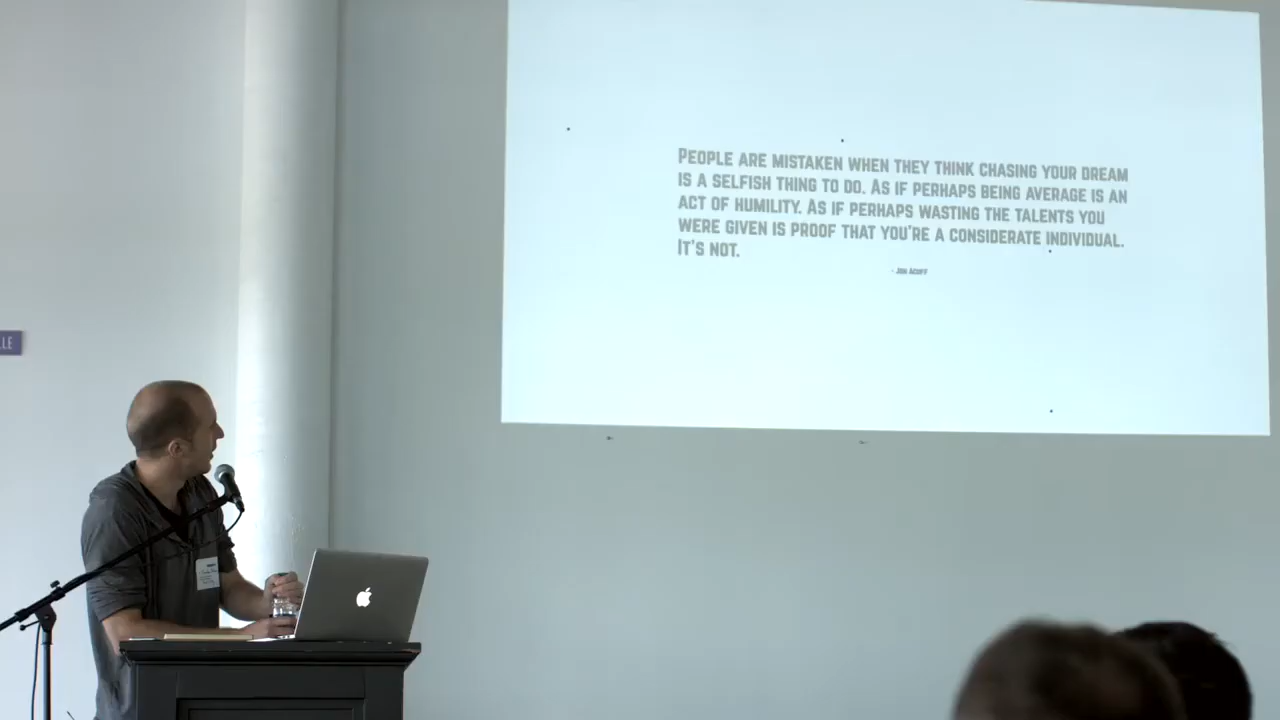 PEOPLE ARE MISTAKEN WHEN THEY THINK CHASING YOUR DREAM
IS A SELFISH THING TO DO. AS IF PERHAPS BEING AVERAGE IS AN
ACT OF HUMILITY. AS IF PERHAPS WASTING THE TALENTS YOU
WERE GIVEN IS PROOF THAT YOU'RE A CONSIDERATE INDIVIDUAL.
IT'S NOT.
- JON ACUFF
LLE